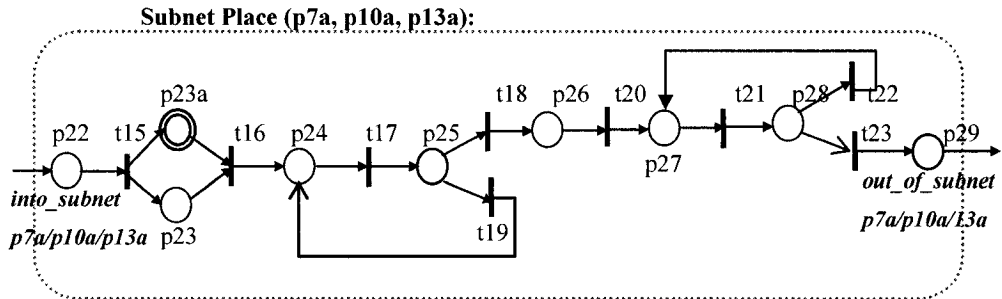 Subnet Place (p7a, p10a, p13a):
p23a
p22
t15
t16
p24
t17
p25
t18
p26
t20
t21
p28
t22
t23
p29
p27
into_subnet
p23
t19
out_of_subnet
p7a/p10a/p13a
p7a/p10a/13a